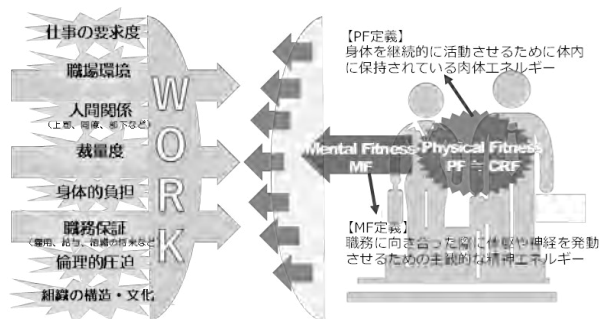 仕事の要求度
職場環境
人間関係
(上司、同僚、部下など)
裁量度
身体的負担
職務保証
(雇用、給与、組織の将来など)
倫理的圧迫
組織の構造・文化
WORK
【PF定義】
身体を継続的に活動させるために体内
に保持されている肉体エネルギー
Mental Fitness
MF
Physical Fitness
PF ≒ CRF
【MF定義】
職務に向き合った際に体躯や神経を発動
させるための主観的な精神エネルギー